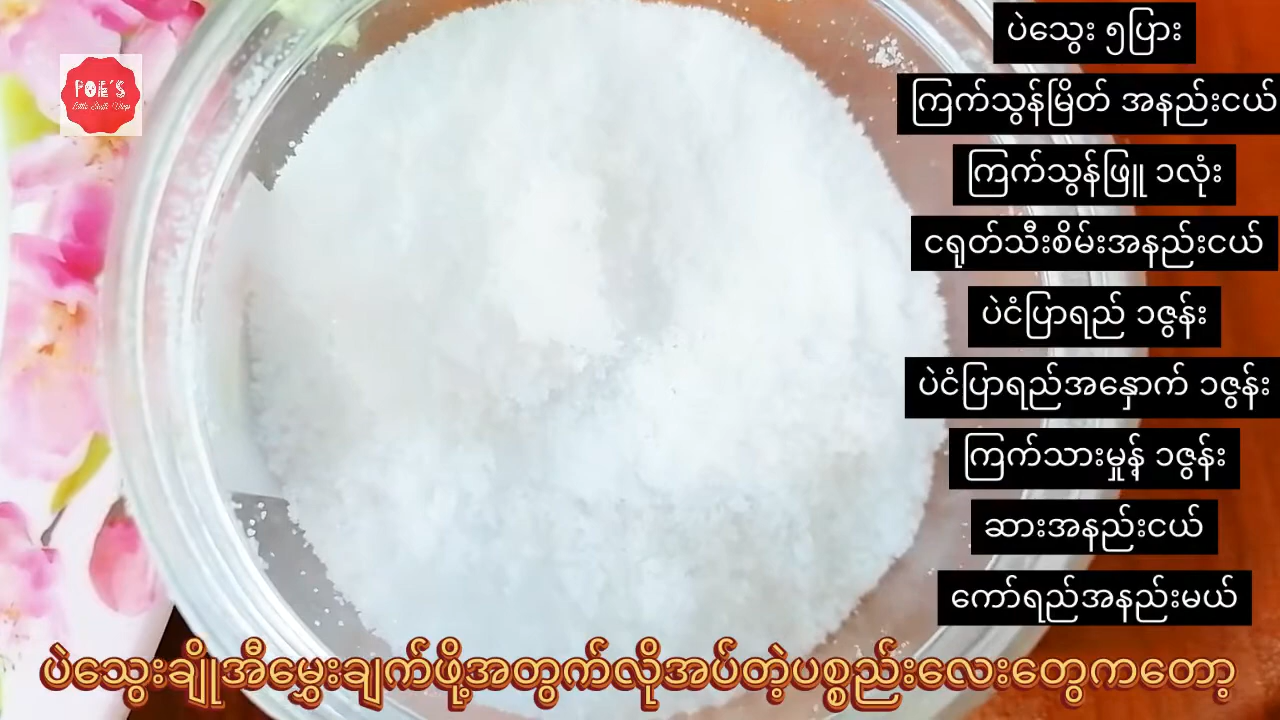 POE'S
Little Chef's Vlogs
ပဲသွေး ၅ပြား
ကြက်သွန်မြိတ် အနည်းငယ်
ကြက်သွန်ဖြူ ၁လုံး
ငရုတ်သီးစိမ်းအနည်းငယ်
ပဲငံပြာရည် ၁ဇွန်း
ပဲငံပြာရည်အနှောက် ၁ဇွန်း
ကြက်သားမှုန့် ၁ဇွန်း
ဆားအနည်းငယ်
ကော်ရည်အနည်းမယ်
ပဲသွေးချိုအီမွှေးချက်ဖို့အတွက်လိုအပ်တဲ့ပစ္စည်းလေးတွေကတော့